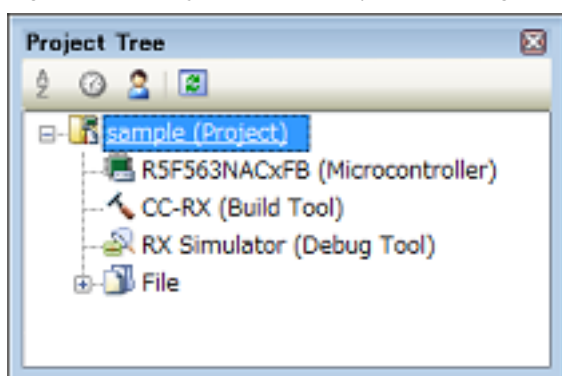 Project Tree
sample (Project)
R5F563NACxFB (Microcontroller)
CC-RX (Build Tool)
RX Simulator (Debug Tool)
File